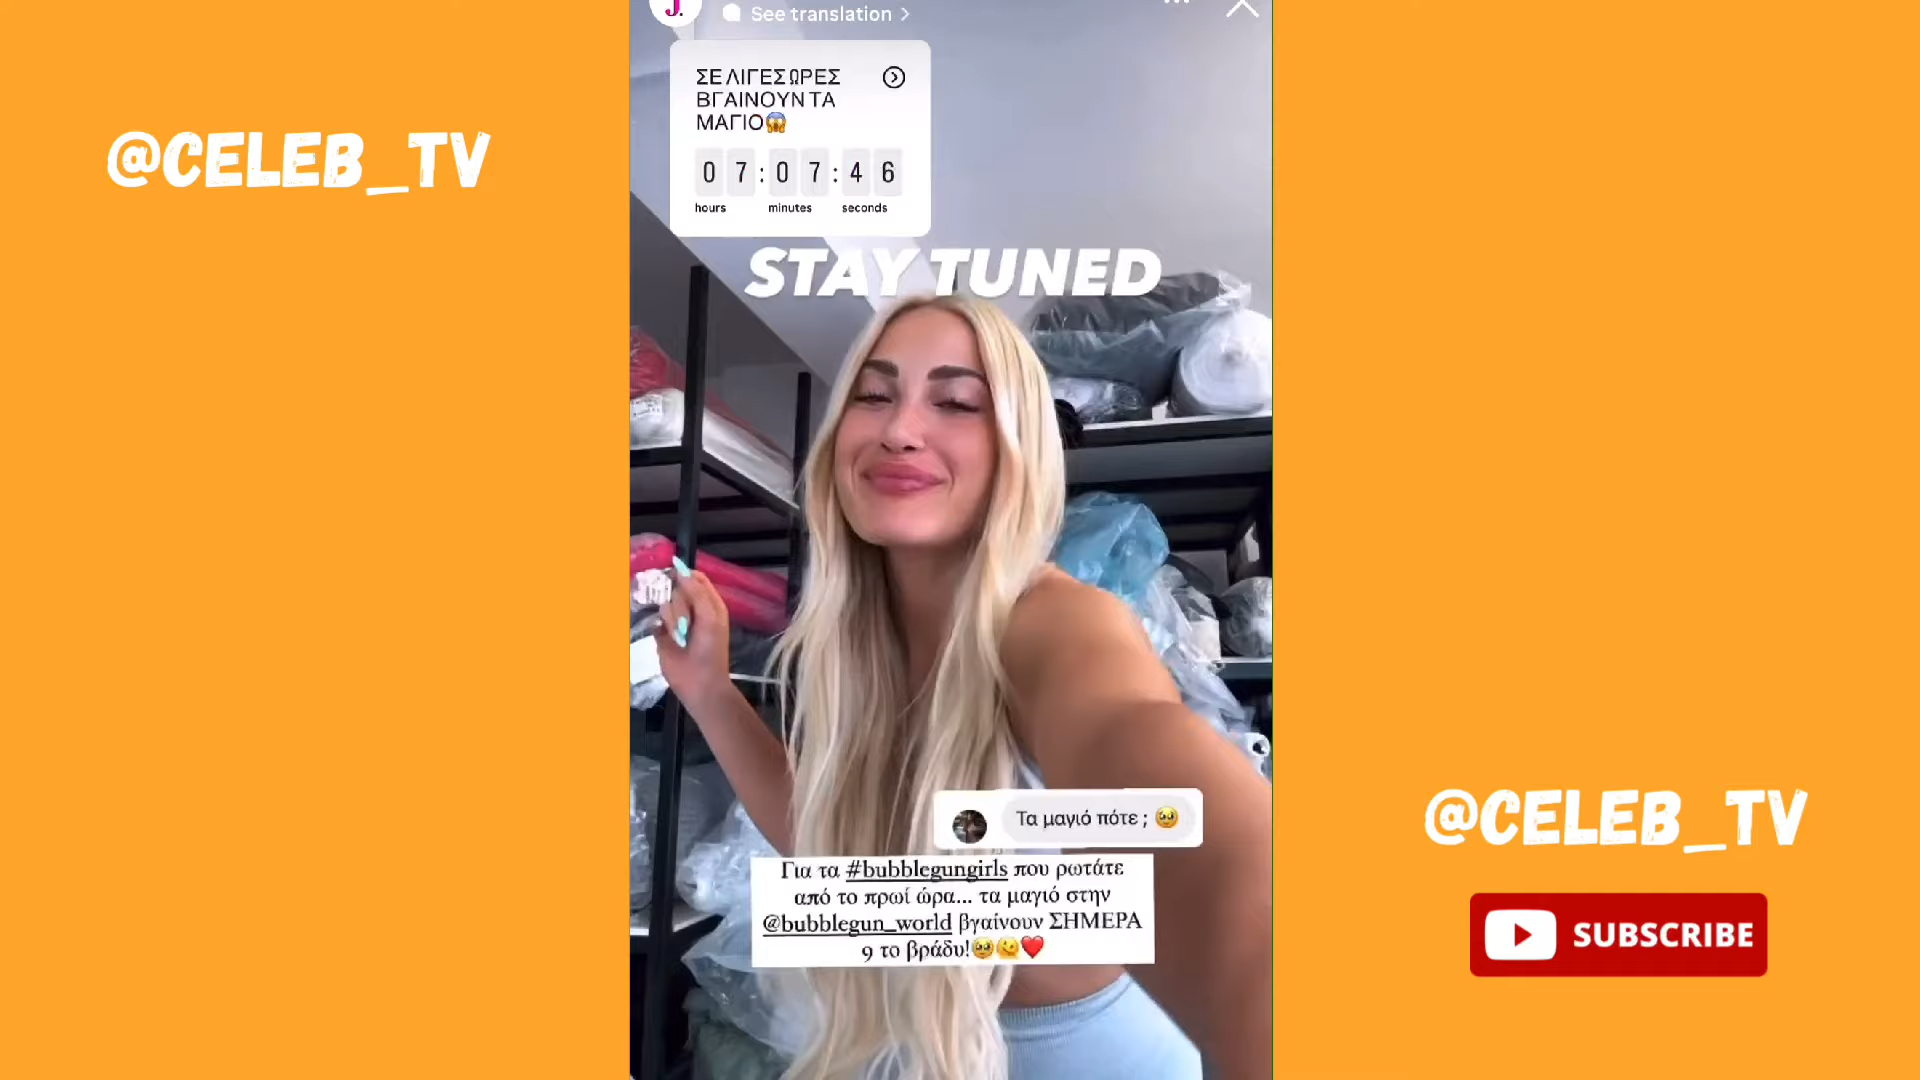 J.
See translation
ΣΕ ΛΙΓΕΣ ΩΡΕΣ
ΒΓΑΙΝΟΥΝ ΤΑ
ΜΑΓΙΟ😱
07:07:46
hours minutes seconds
STAY TUNED
@CELEB_TV
Τα μαγιό πότε ; 🥹
Για τα #bubblegungirls που ρωτάτε
από το πρωί ώρα... τα μαγιό στην
@bubblegun_world βγαίνουν ΣΗΜΕΡΑ
9 το βράδυ!🥹🫠❤️
@CELEB_TV
SUBSCRIBE